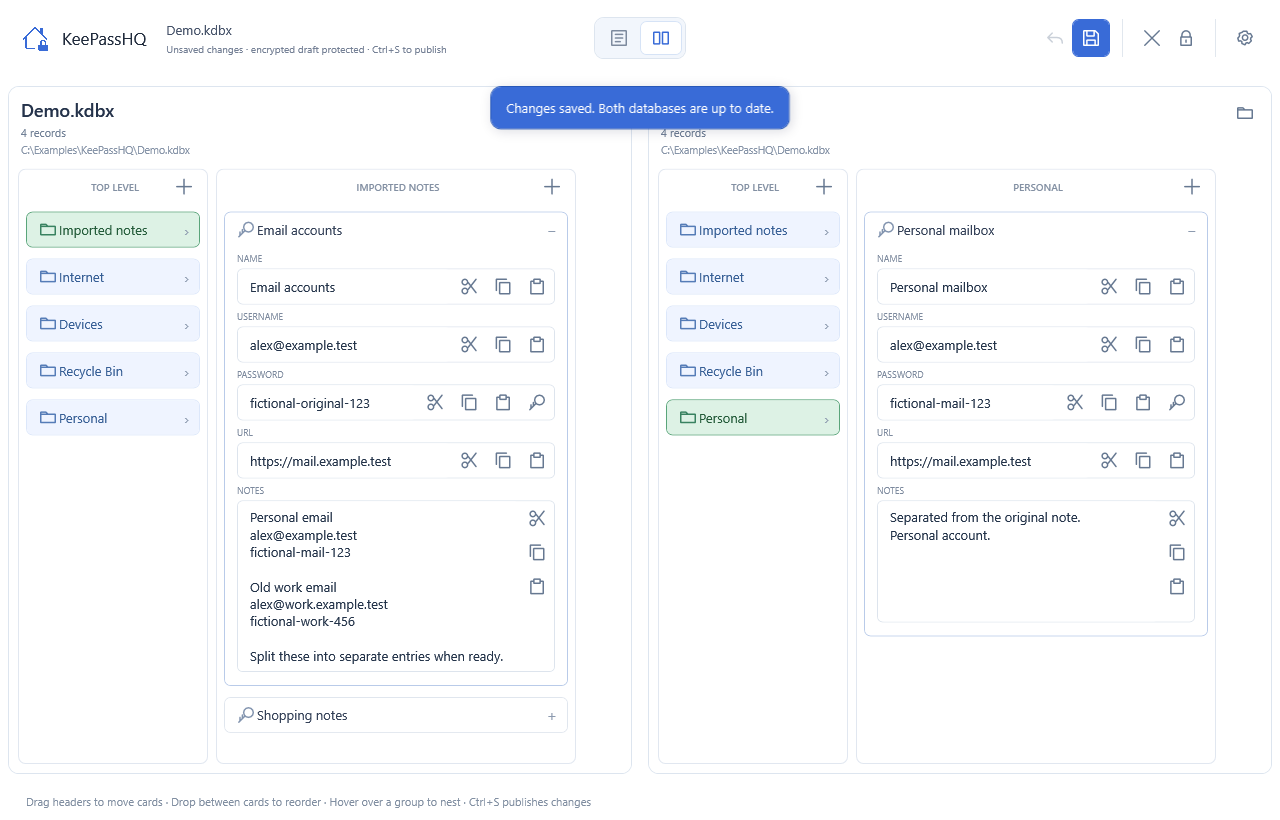 KeePassHQ
Demo.kdbx
Unsaved changes · encrypted draft protected · Ctrl+S to publish
Changes saved. Both databases are up to date.
Demo.kdbx
4 records
C:\Examples\KeePassHQ\Demo.kdbx
TOP LEVEL
Imported notes
Internet
Devices
Recycle Bin
Personal
IMPORTED NOTES
Email accounts
NAME
Email accounts
USERNAME
alex@example.test
PASSWORD
fictional-original-123
URL
https://mail.example.test
NOTES
Personal email
alex@example.test
fictional-mail-123
Old work email
alex@work.example.test
fictional-work-456
Split these into separate entries when ready.
Shopping notes
4 records
C:\Examples\KeePassHQ\Demo.kdbx
TOP LEVEL
Imported notes
Internet
Devices
Recycle Bin
Personal
PERSONAL
Personal mailbox
NAME
Personal mailbox
USERNAME
alex@example.test
PASSWORD
fictional-mail-123
URL
https://mail.example.test
NOTES
Separated from the original note.
Personal account.
Drag headers to move cards · Drop between cards to reorder · Hover over a group to nest · Ctrl+S publishes changes